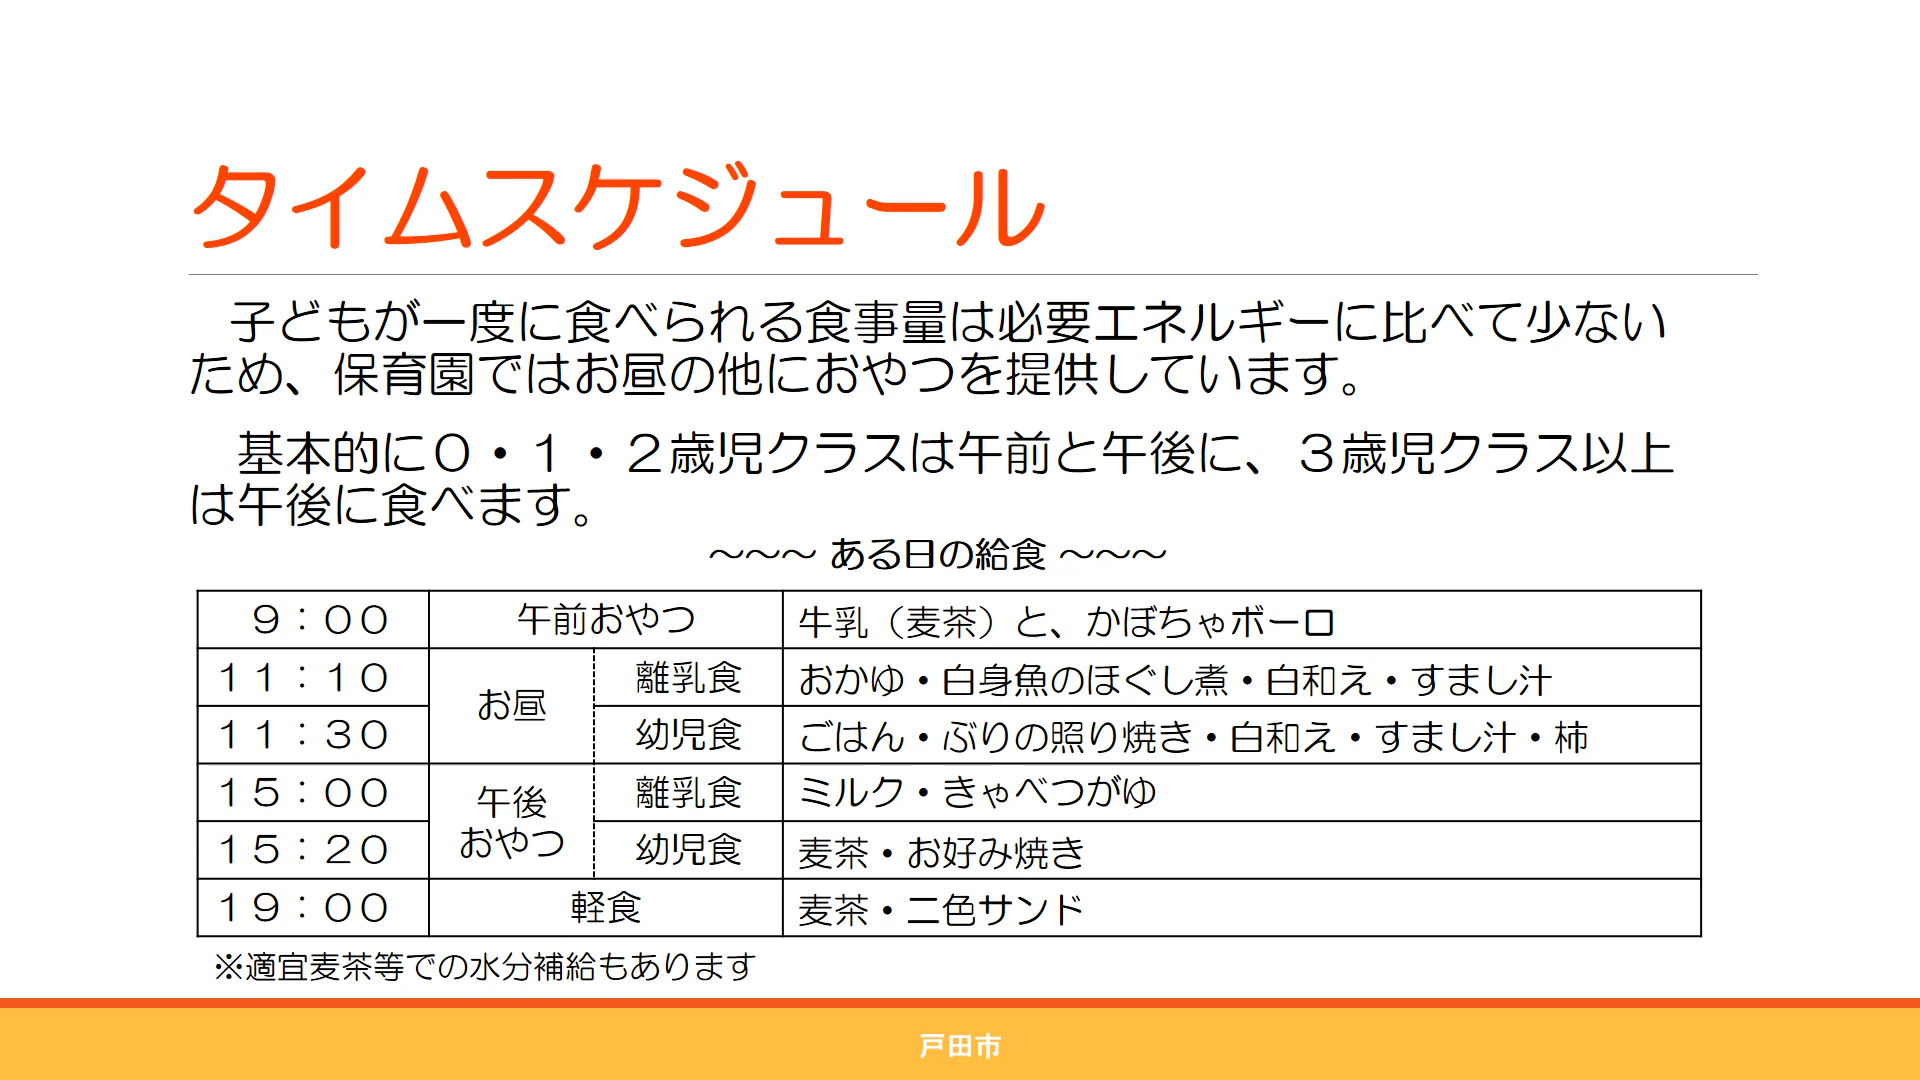 タイムスケジュール
子どもが一度に食べられる食事量は必要エネルギーに比べて少ない
ため、保育園ではお昼の他におやつを提供しています。
基本的に０・１・２歳児クラスは午前と午後に、３歳児クラス以上
は午後に食べます。
～～～ ある日の給食 ～～～
９：００ 午前おやつ 牛乳（麦茶）と、かぼちゃボーロ
１１：１０ お昼 離乳食 おかゆ・白身魚のほぐし煮・白和え・すまし汁
１１：３０ 幼児食 ごはん・ぶりの照り焼き・白和え・すまし汁・柿
１５：００ 午後 おやつ 離乳食 ミルク・きゃべつがゆ
１５：２０ 幼児食 麦茶・お好み焼き
１９：００ 軽食 麦茶・二色サンド
※適宜麦茶等での水分補給もあります
戸田市